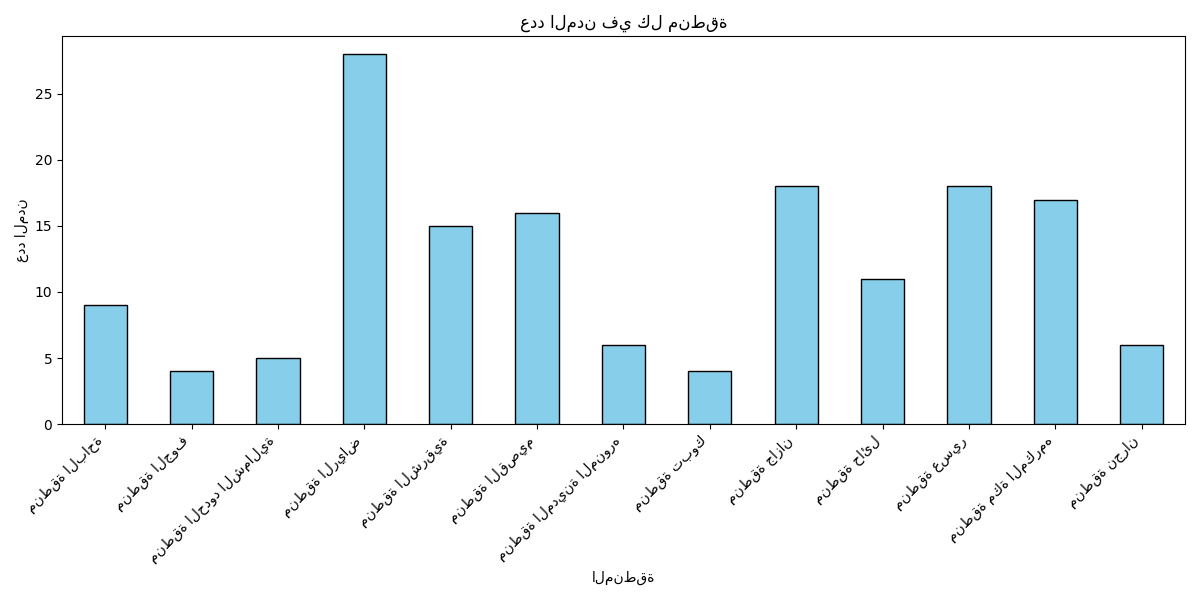 عدد المدن في كل منطقة
عدد المدن
25
20
15
10
5
0
منطقة الباحة
منطقة الجوف
منطقة الحدود الشمالية
منطقة الرياض
منطقة الشرقية
منطقة القصيم
منطقة المدينة المنوره
منطقة تبوك
منطقة جازان
منطقة حائل
منطقة عسير
منطقة مكة المكرمه
منطقة نجران
المنطقة